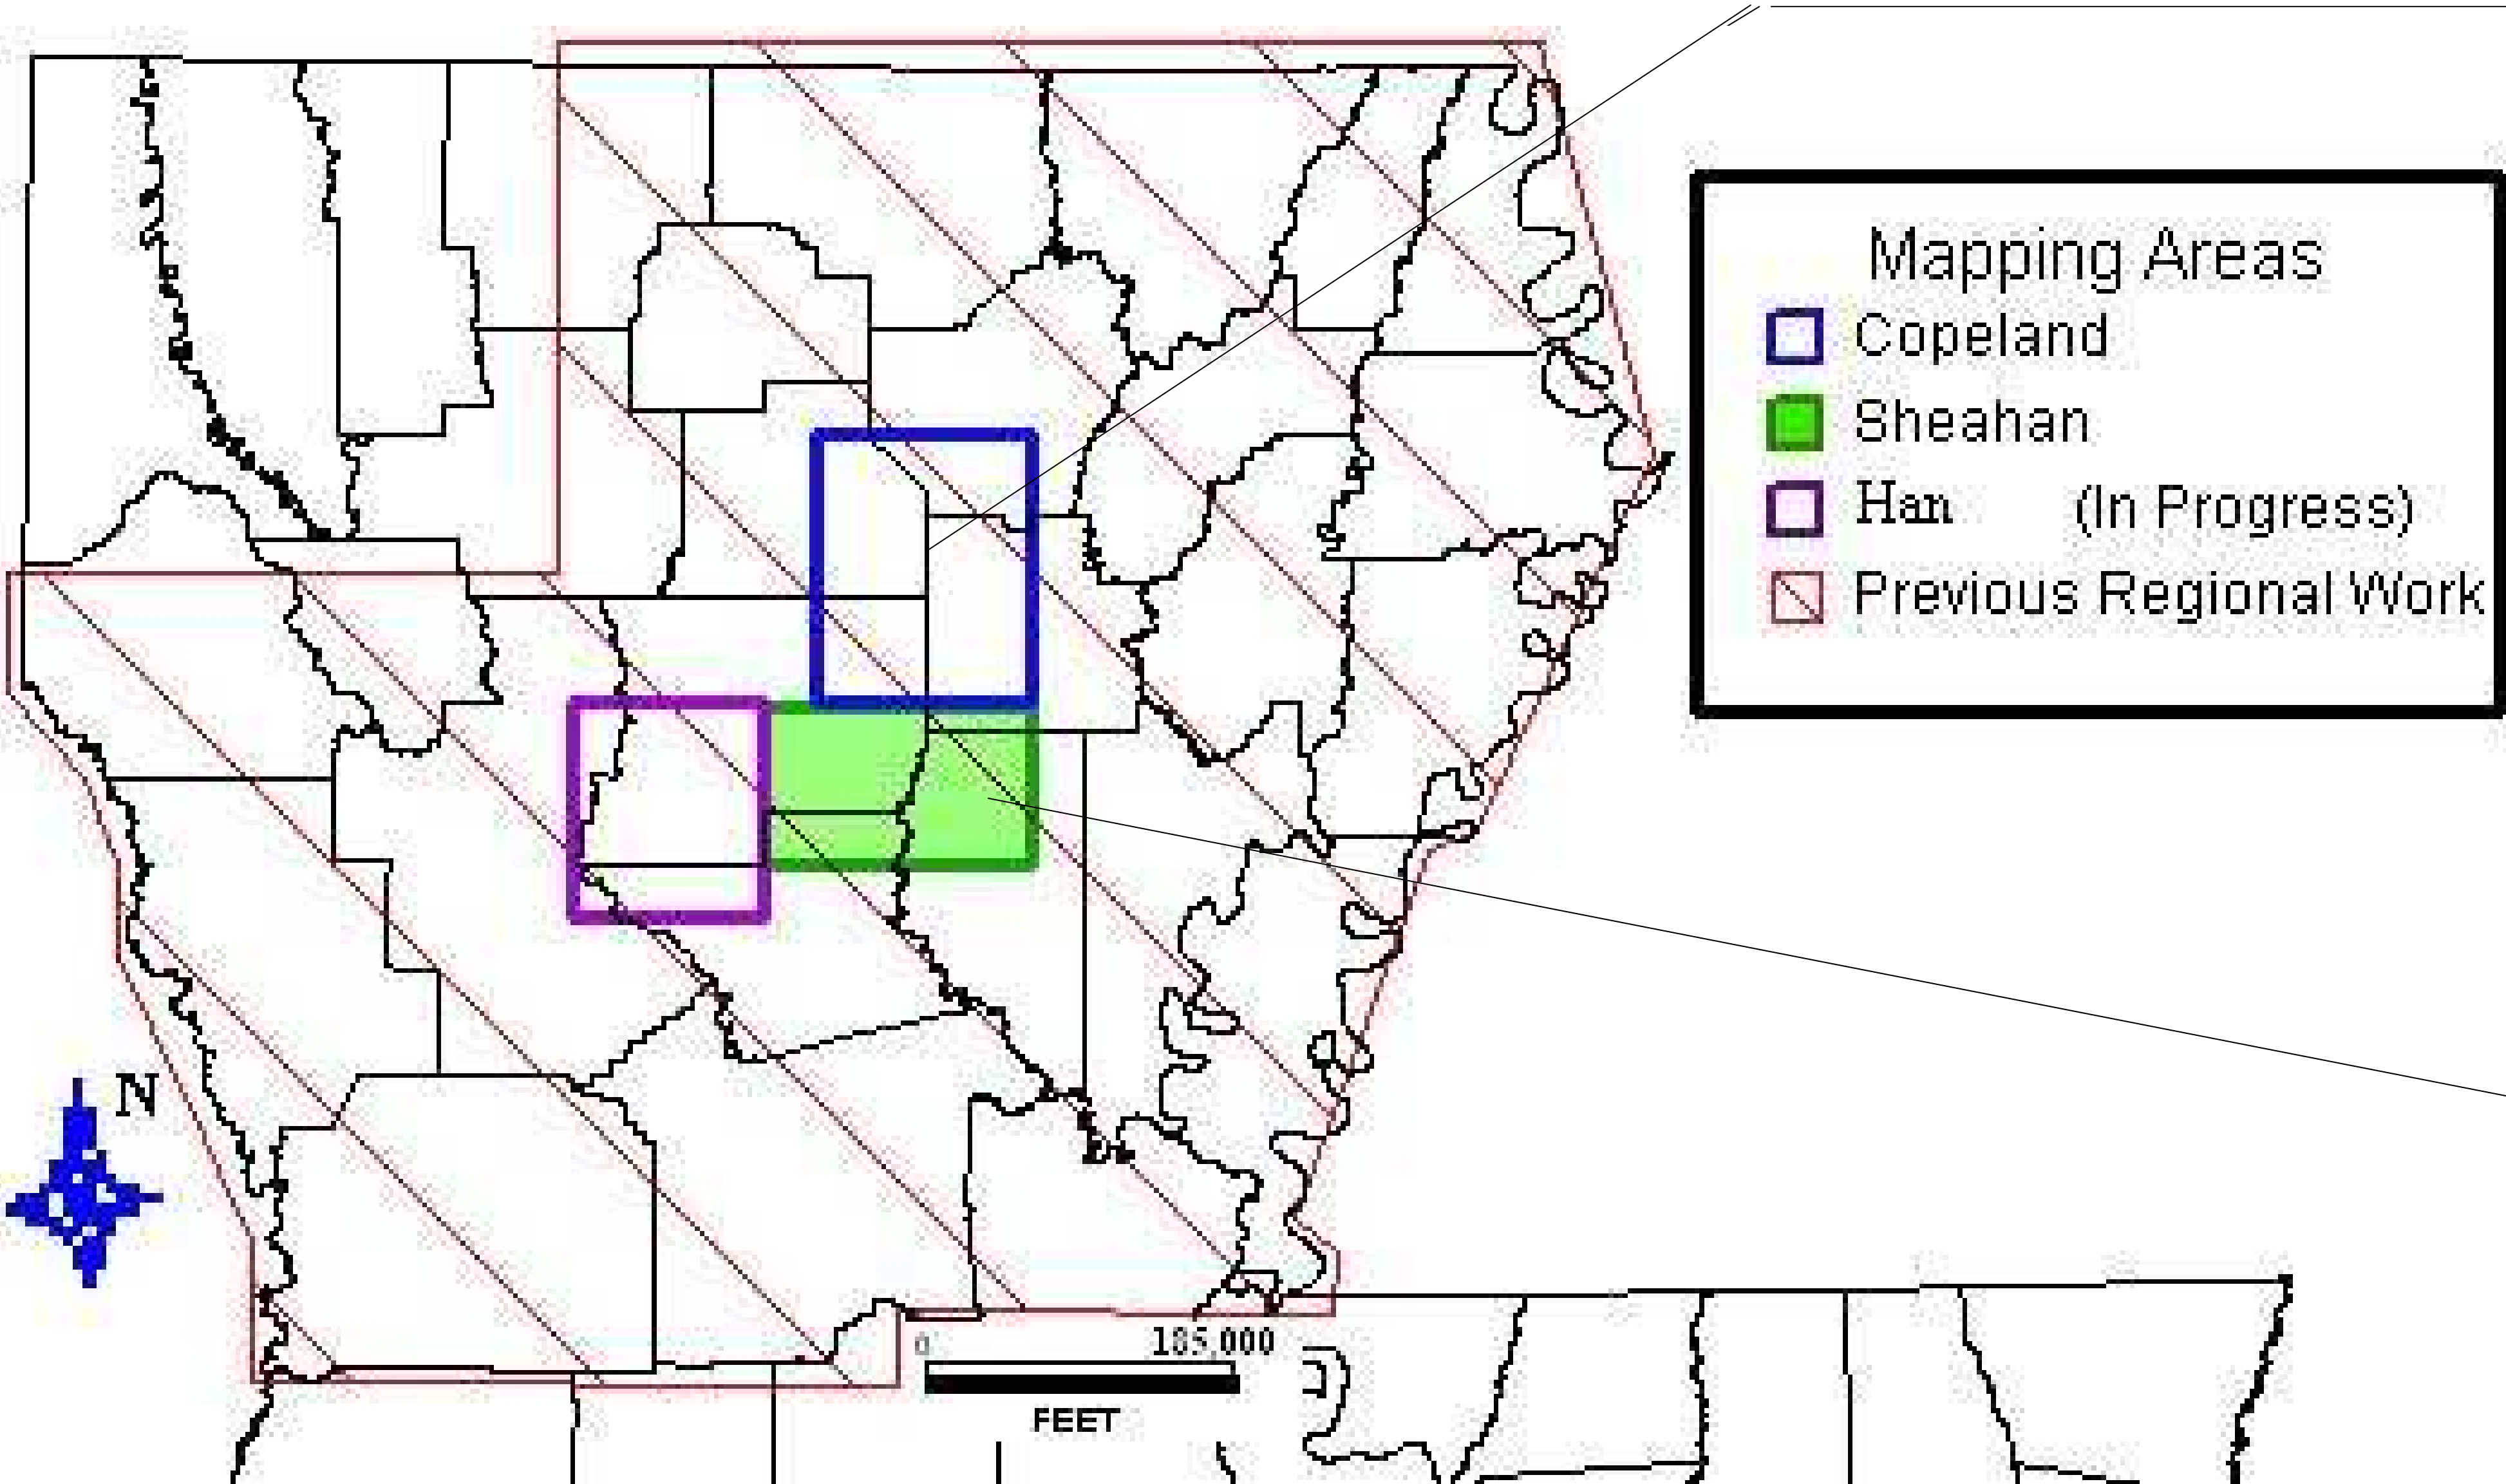 Mapping Areas
Copeland
Sheahan
Han (In Progress)
Previous Regional Work
N
0 185,000
FEET